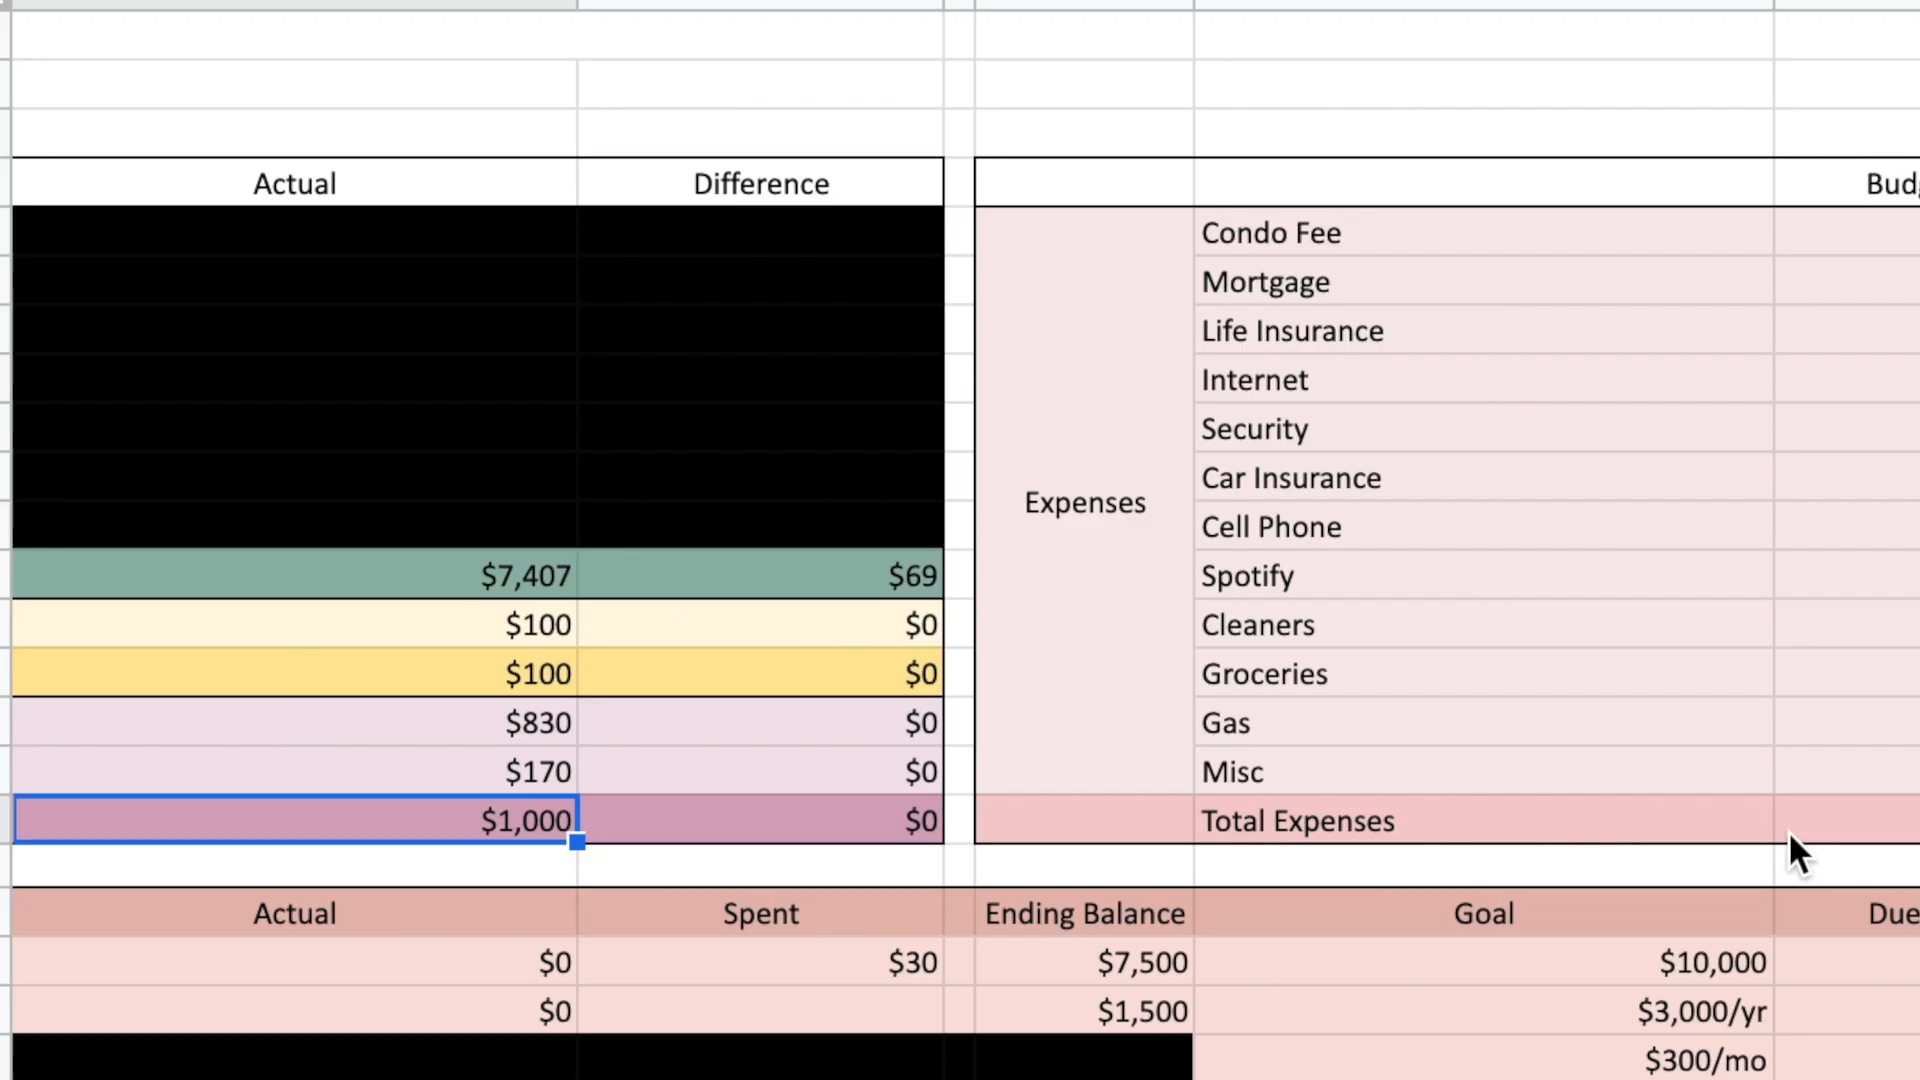 Actual Difference Budg
Condo Fee
Mortgage
Life Insurance
Internet
Security
Car Insurance
Expenses
Cell Phone
$7,407 $69 Spotify
$100 $0 Cleaners
$100 $0 Groceries
$830 $0 Gas
$170 $0 Misc
$1,000 $0 Total Expenses
Actual Spent Ending Balance Goal Due
$0 $30 $7,500 $10,000
$0 $1,500 $3,000/yr
$300/mo